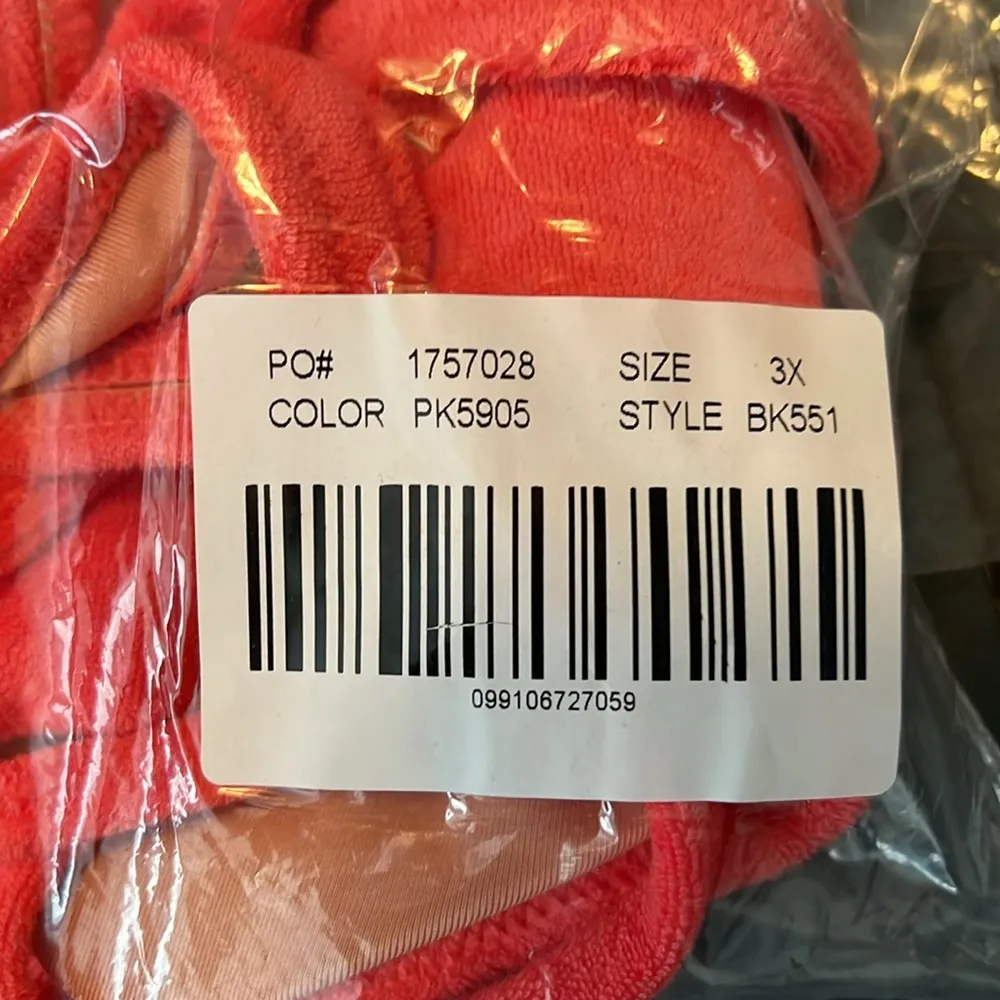 PO# 1757028 SIZE 3X
COLOR PK5905 STYLE BK551
099106727059